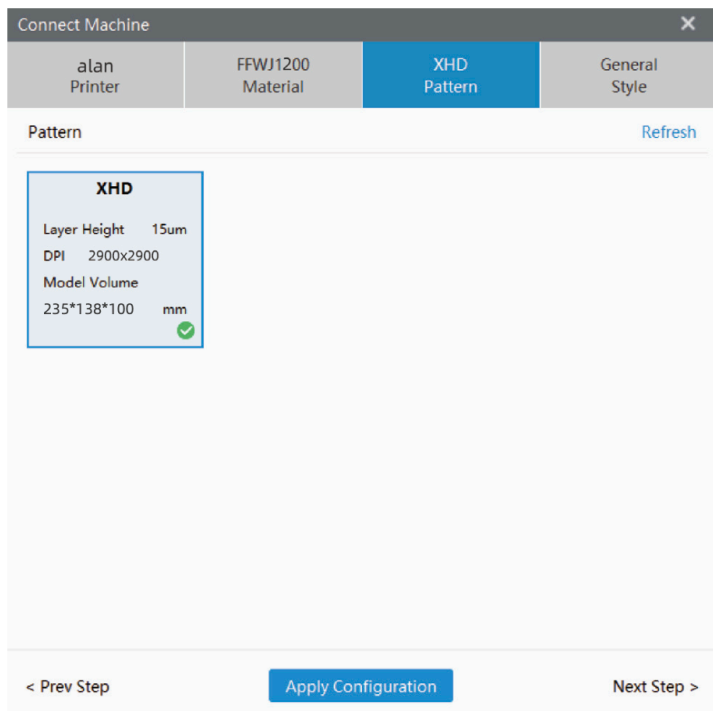 Connect Machine
alan
Printer
FFWJ1200
Material
XHD
Pattern
General
Style
Pattern
Refresh
XHD
Layer Height 15um
DPI 2900x2900
Model Volume
235*138*100 mm
< Prev Step
Apply Configuration
Next Step >